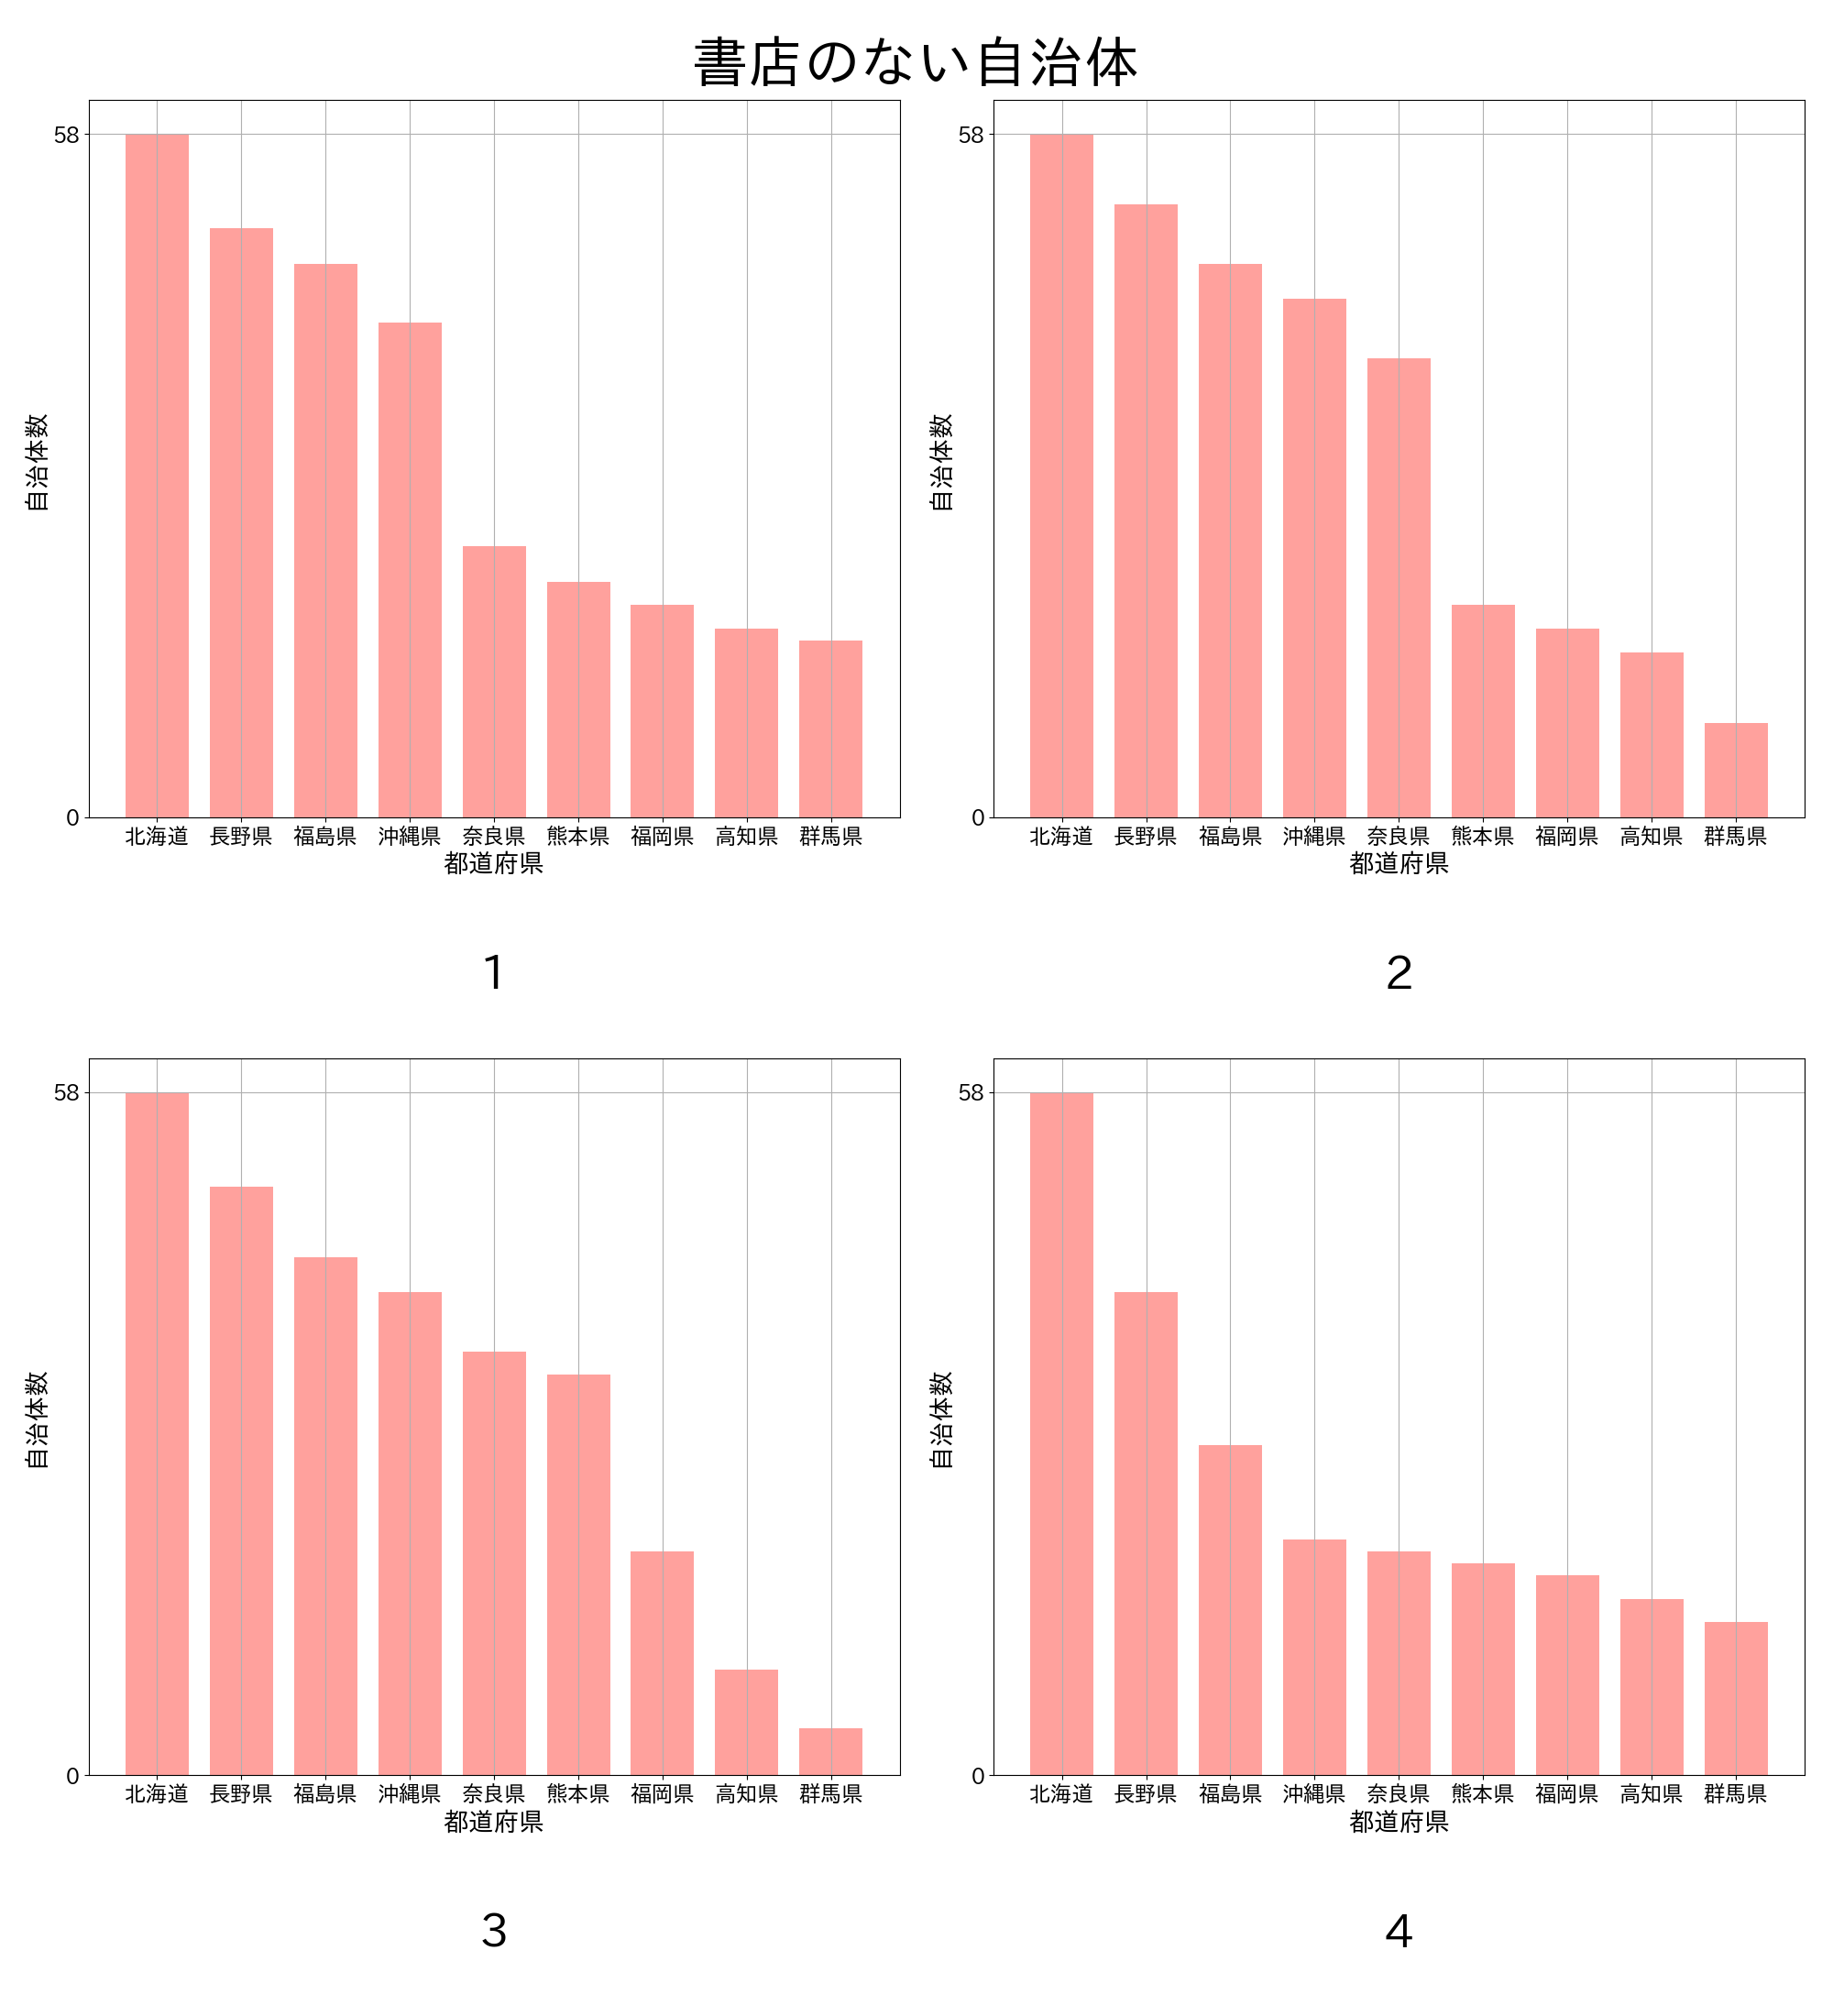 書店のない自治体
58
0
自治体数
北海道 長野県 福島県 沖縄県 奈良県 熊本県 福岡県 高知県 群馬県
都道府県
1
58
0
自治体数
北海道 長野県 福島県 沖縄県 奈良県 熊本県 福岡県 高知県 群馬県
都道府県
2
58
0
自治体数
北海道 長野県 福島県 沖縄県 奈良県 熊本県 福岡県 高知県 群馬県
都道府県
3
58
0
自治体数
北海道 長野県 福島県 沖縄県 奈良県 熊本県 福岡県 高知県 群馬県
都道府県
4